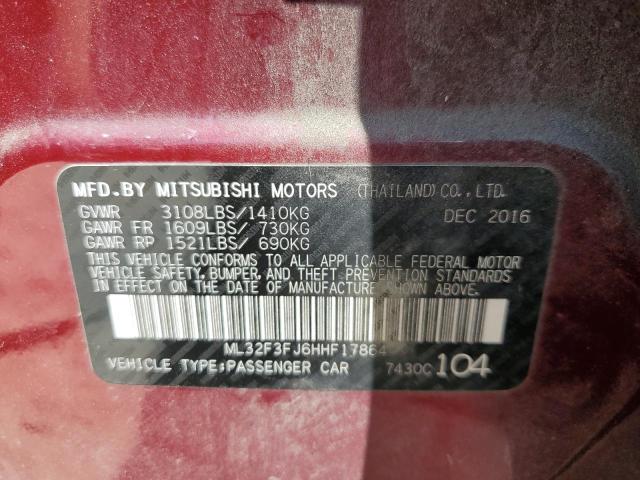 MFD.BY MITSUBISHI MOTORS (THAILAND)CO.,LTD.
GVWR 3108LBS/1410KG DEC 2016
GAWR FR 1609LBS/ 730KG
GAWR RP 1521LBS/ 690KG
THIS VEHICLE CONFORMS TO ALL APPLICABLE FEDERAL MOTOR
VEHICLE SAFETY, BUMPER, AND THEFT PREVENTION STANDARDS
IN EFFECT ON THE DATE OF MANUFACTURE SHOWN ABOVE.
ML32F3FJ6HHF17864
VEHICLE TYPE:PASSENGER CAR 7430C 104